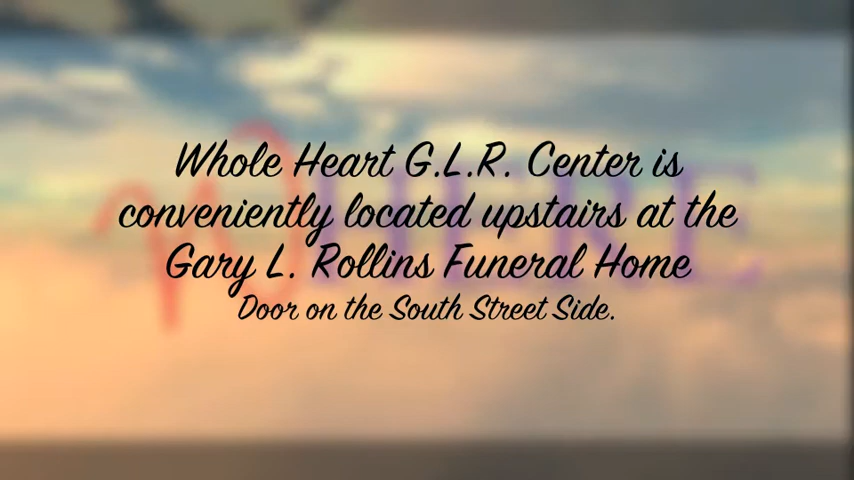 Whole Heart G.L.R. Center is
conveniently located upstairs at the
Gary L. Rollins Funeral Home
Door on the South Street Side.